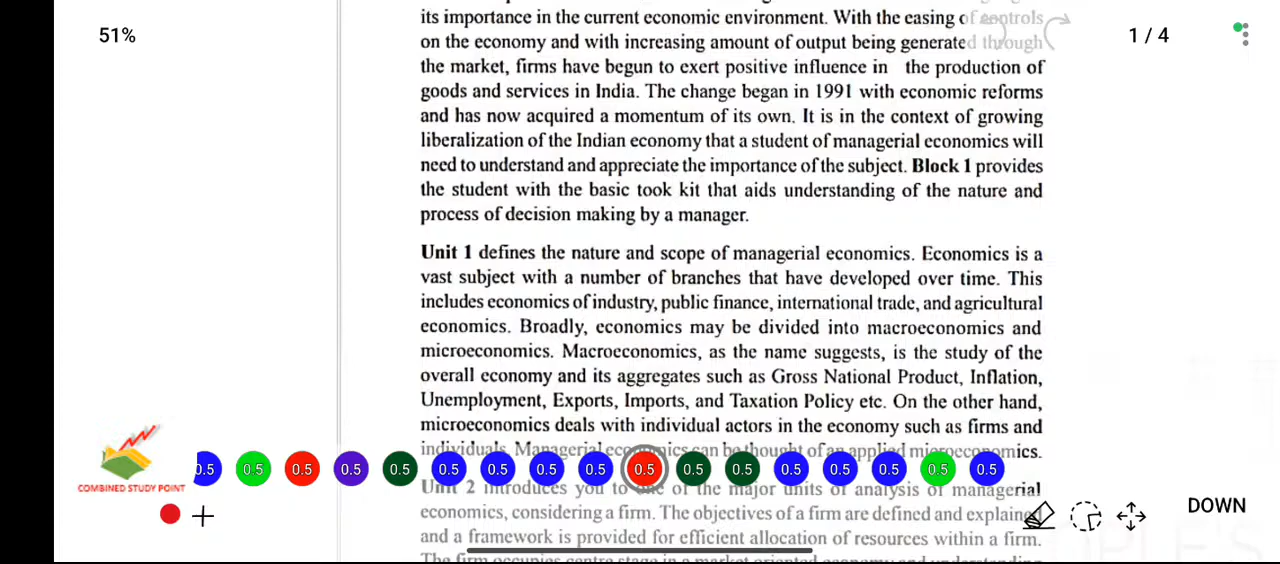 51%
1 / 4
its importance in the current economic environment. With the easing of controls
on the economy and with increasing amount of output being generated through
the market, firms have begun to exert positive influence in the production of
goods and services in India. The change began in 1991 with economic reforms
and has now acquired a momentum of its own. It is in the context of growing
liberalization of the Indian economy that a student of managerial economics will
need to understand and appreciate the importance of the subject. Block 1 provides
the student with the basic took kit that aids understanding of the nature and
process of decision making by a manager.
Unit 1 defines the nature and scope of managerial economics. Economics is a
vast subject with a number of branches that have developed over time. This
includes economics of industry, public finance, international trade, and agricultural
economics. Broadly, economics may be divided into macroeconomics and
microeconomics. Macroeconomics, as the name suggests, is the study of the
overall economy and its aggregates such as Gross National Product, Inflation,
Unemployment, Exports, Imports, and Taxation Policy etc. On the other hand,
microeconomics deals with individual actors in the economy such as firms and
individuals. Managerial economics can be thought of an applied microeconomics.
0.5 0.5 0.5 0.5 0.5 0.5 0.5 0.5 0.5 0.5 0.5 0.5 0.5 0.5 0.5 0.5 0.5
COMBINED STUDY POINT
Unit 2 introduces you to one of the major units of analysis of managerial
economics, considering a firm. The objectives of a firm are defined and explained
and a framework is provided for efficient allocation of resources within a firm.
The firm occupies centre stage in a market oriented economy and understanding
DOWN